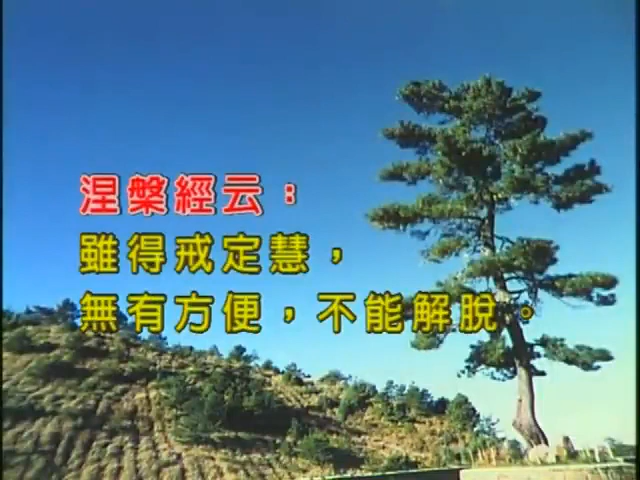 涅槃經云：
雖得戒定慧，
無有方便，不能解脫。